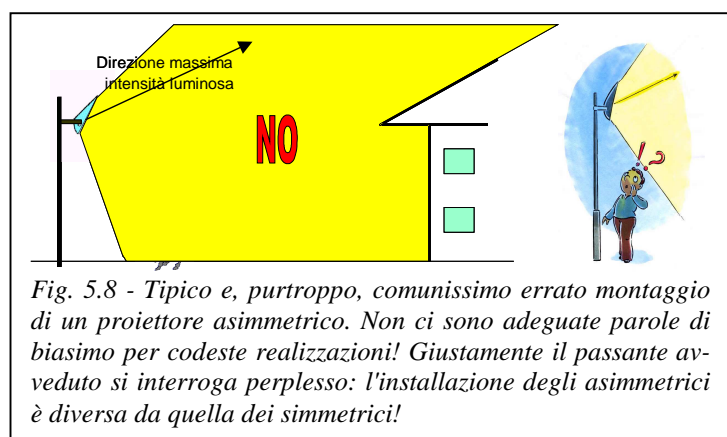 Direzione massima
intensità luminosa
NO
!?
Fig. 5.8 - Tipico e, purtroppo, comunissimo errato montaggio
di un proiettore asimmetrico. Non ci sono adeguate parole di
biasimo per codeste realizzazioni! Giustamente il passante av-
veduto si interroga perplesso: l'installazione degli asimmetrici
è diversa da quella dei simmetrici!